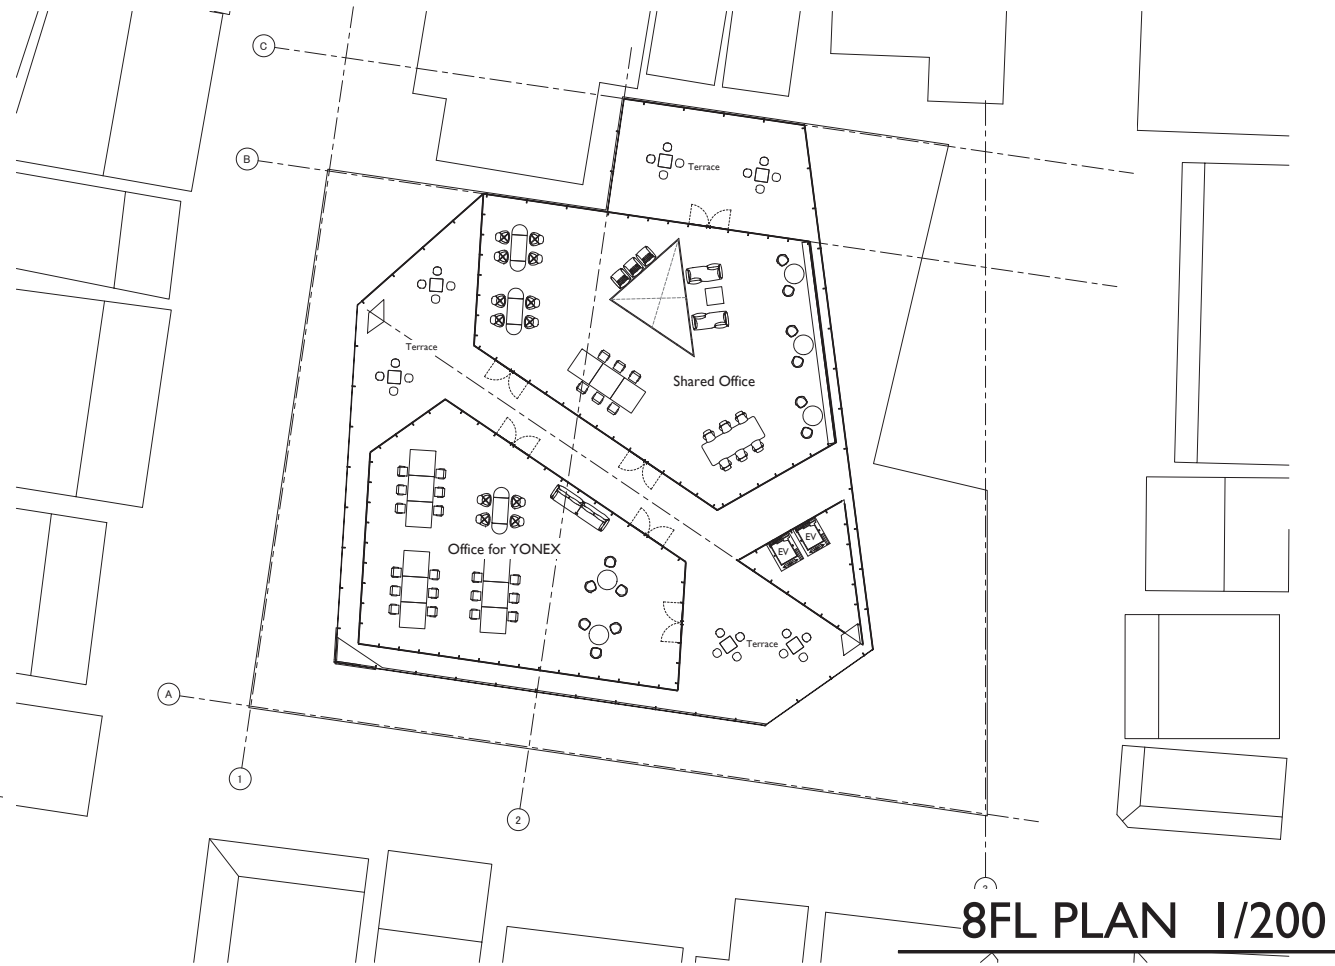 C
B
Terrace
Terrace
Shared Office
EV
EV
Office for YONEX
Terrace
A
1
2
8FL PLAN 1/200